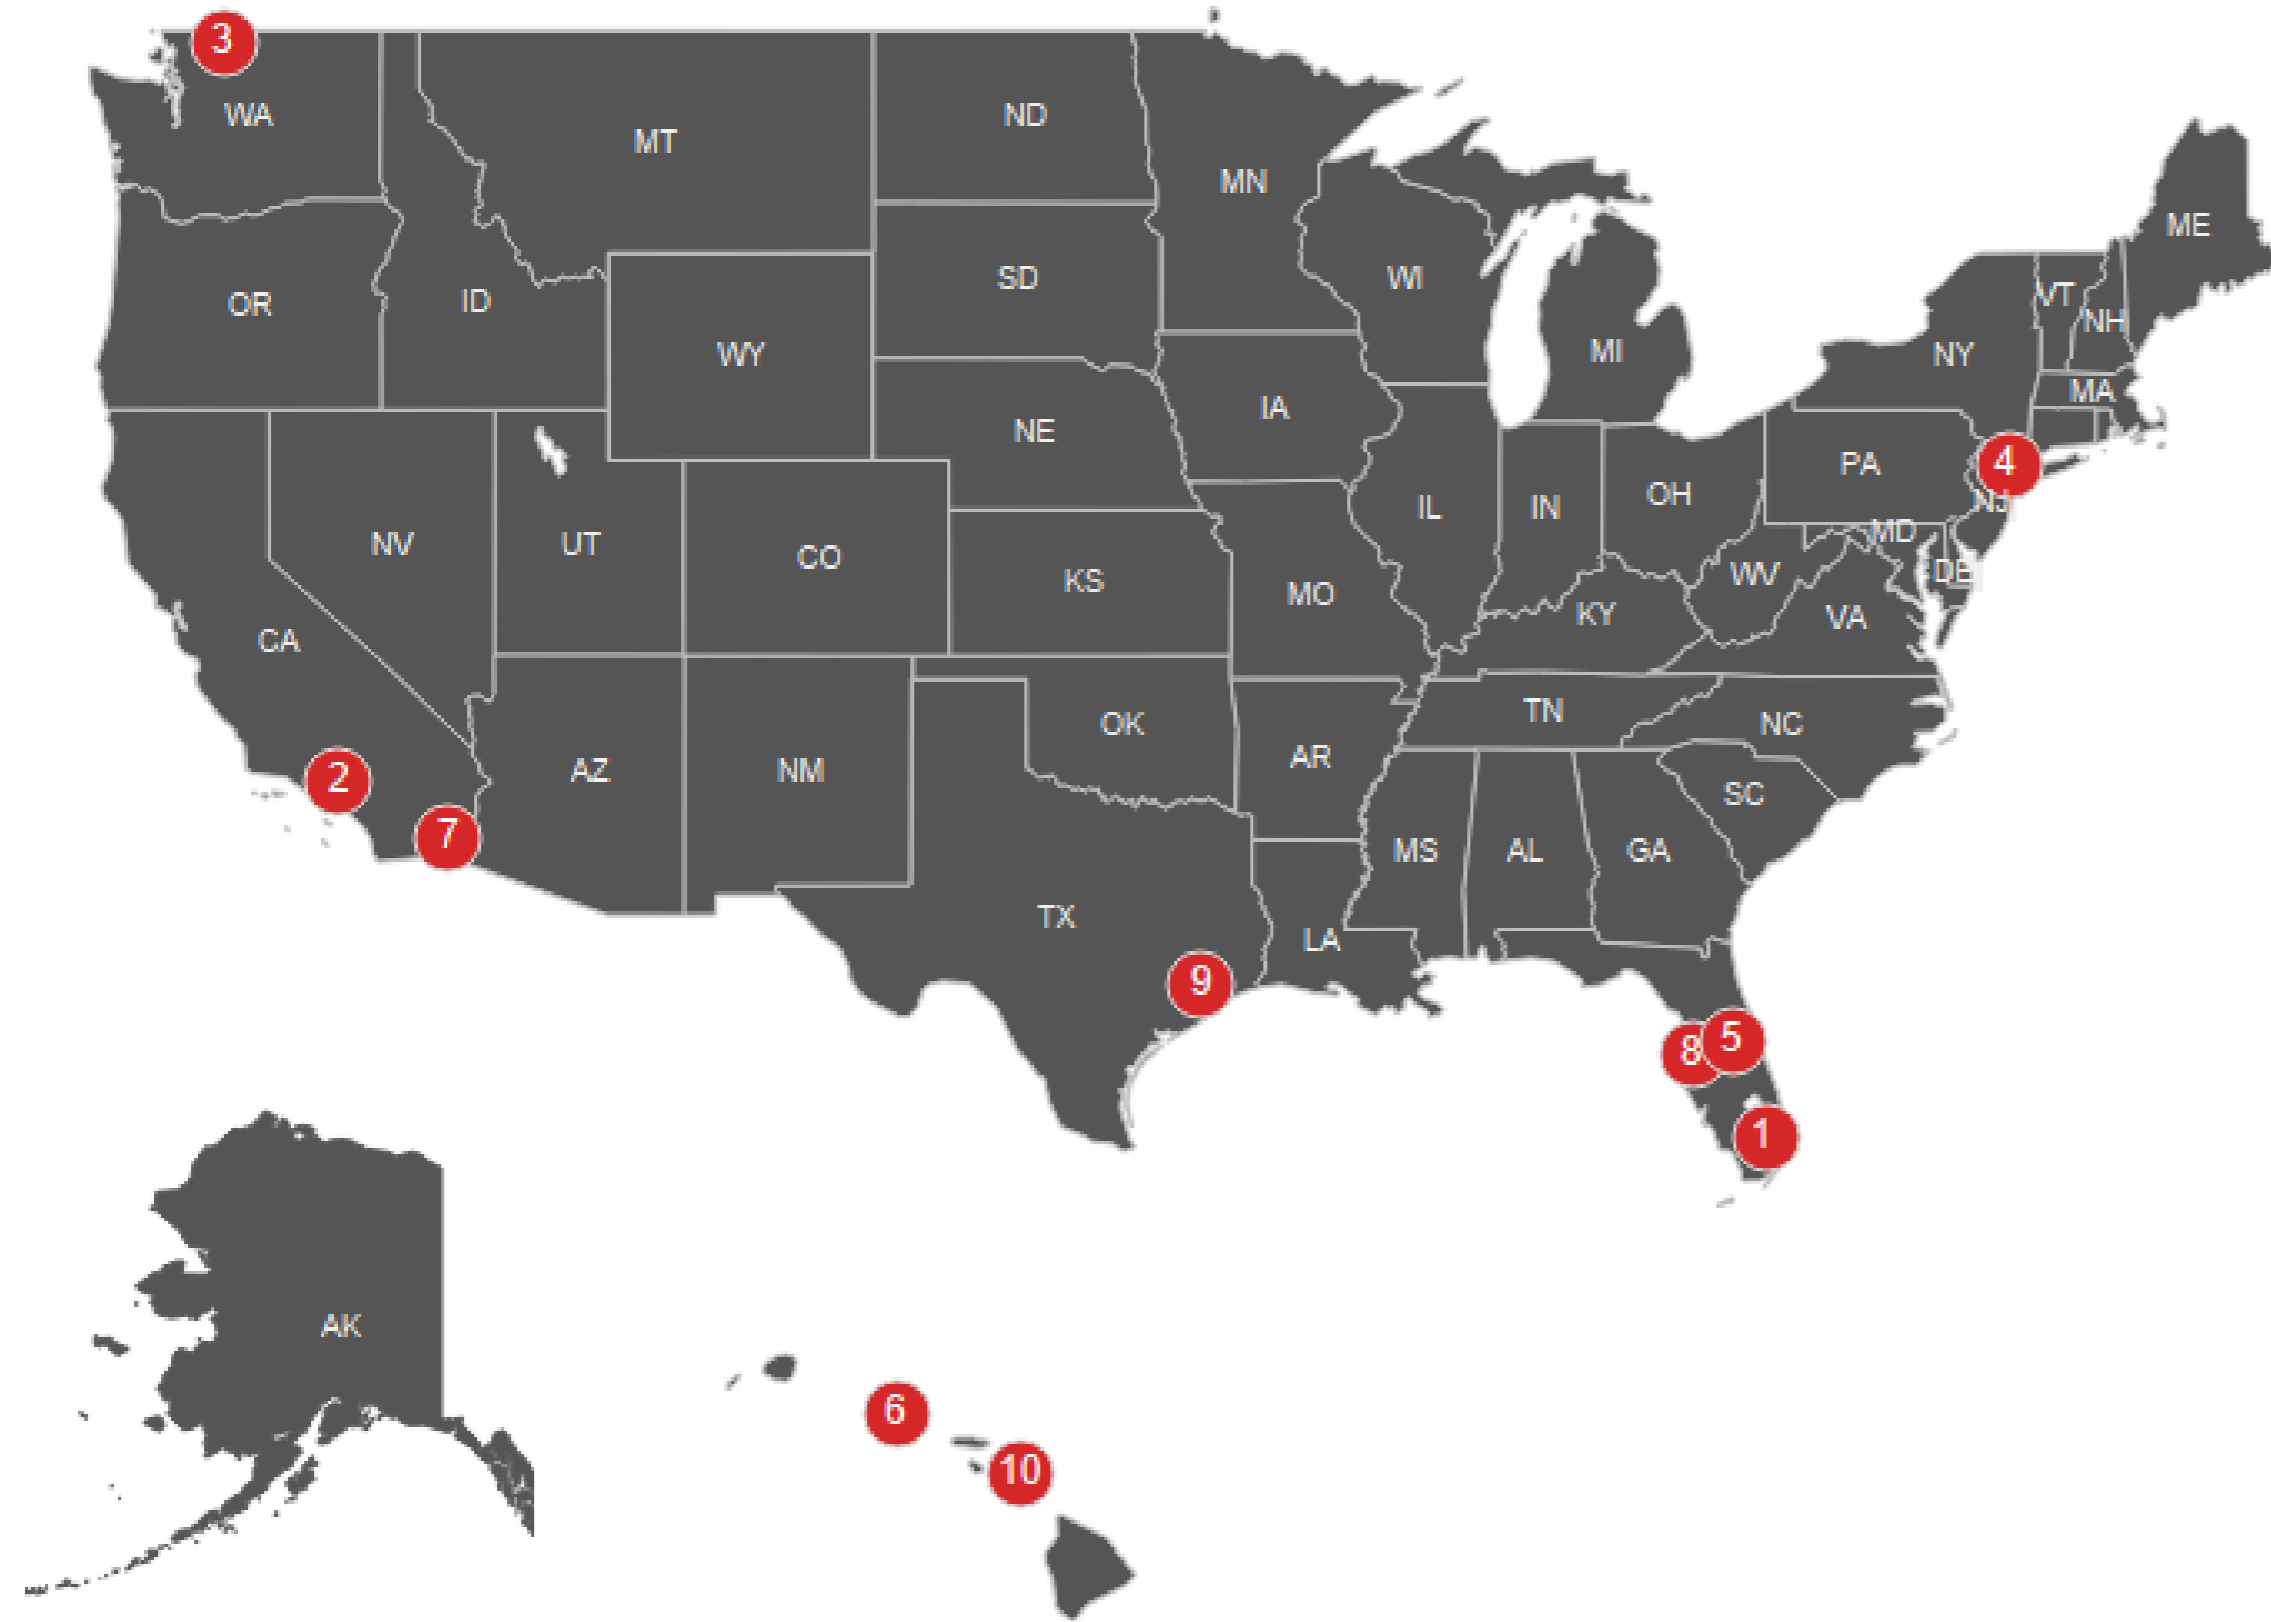 3
WA
MT
ND
MN
ME
OR
ID
SD
WI
VT
NH
WY
MI
NY
MA
IA
NE
PA
4
OH
NJ
IL
IN
NV
UT
CO
MD
KS
WV
DE
MO
KY
VA
CA
TN
NC
OK
AR
2
AZ
NM
SC
7
MS
AL
GA
TX
LA
9
5
8
1
AK
6
10